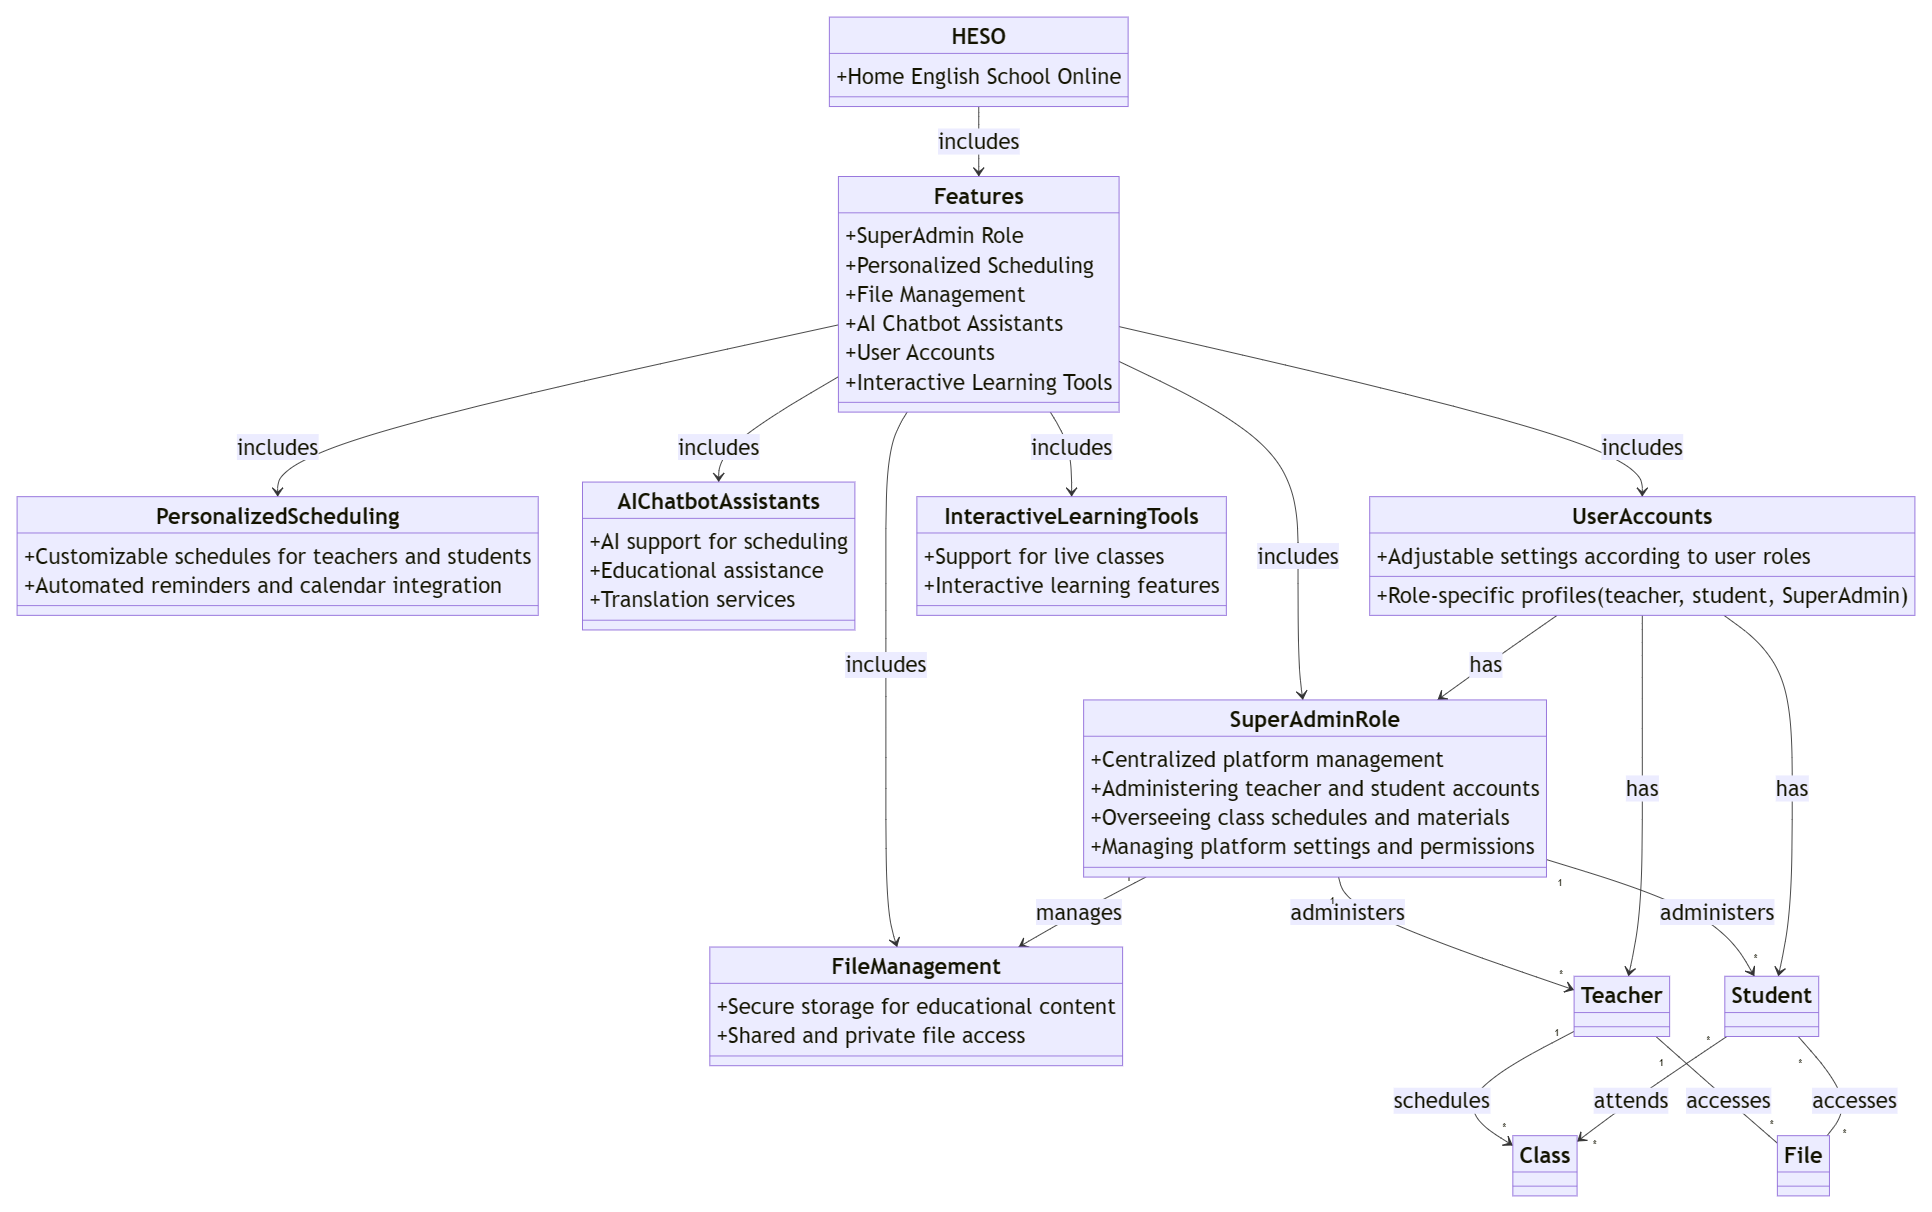 HESO
+Home English School Online
includes
Features
+SuperAdmin Role
+Personalized Scheduling
+File Management
+AI Chatbot Assistants
+User Accounts
+Interactive Learning Tools
includes
includes
includes
includes
PersonalizedScheduling
+Customizable schedules for teachers and students
+Automated reminders and calendar integration
AIChatbotAssistants
+AI support for scheduling
+Educational assistance
+Translation services
InteractiveLearningTools
+Support for live classes
+Interactive learning features
includes
UserAccounts
+Adjustable settings according to user roles
+Role-specific profiles(teacher, student, SuperAdmin)
includes
has
SuperAdminRole
+Centralized platform management
+Administering teacher and student accounts
+Overseeing class schedules and materials
+Managing platform settings and permissions
has
has
1
manages
1
administers
1
administers
*
*
FileManagement
+Secure storage for educational content
+Shared and private file access
Teacher
Student
1
1
*
*
schedules
attends
accesses
accesses
*
*
*
*
Class
File